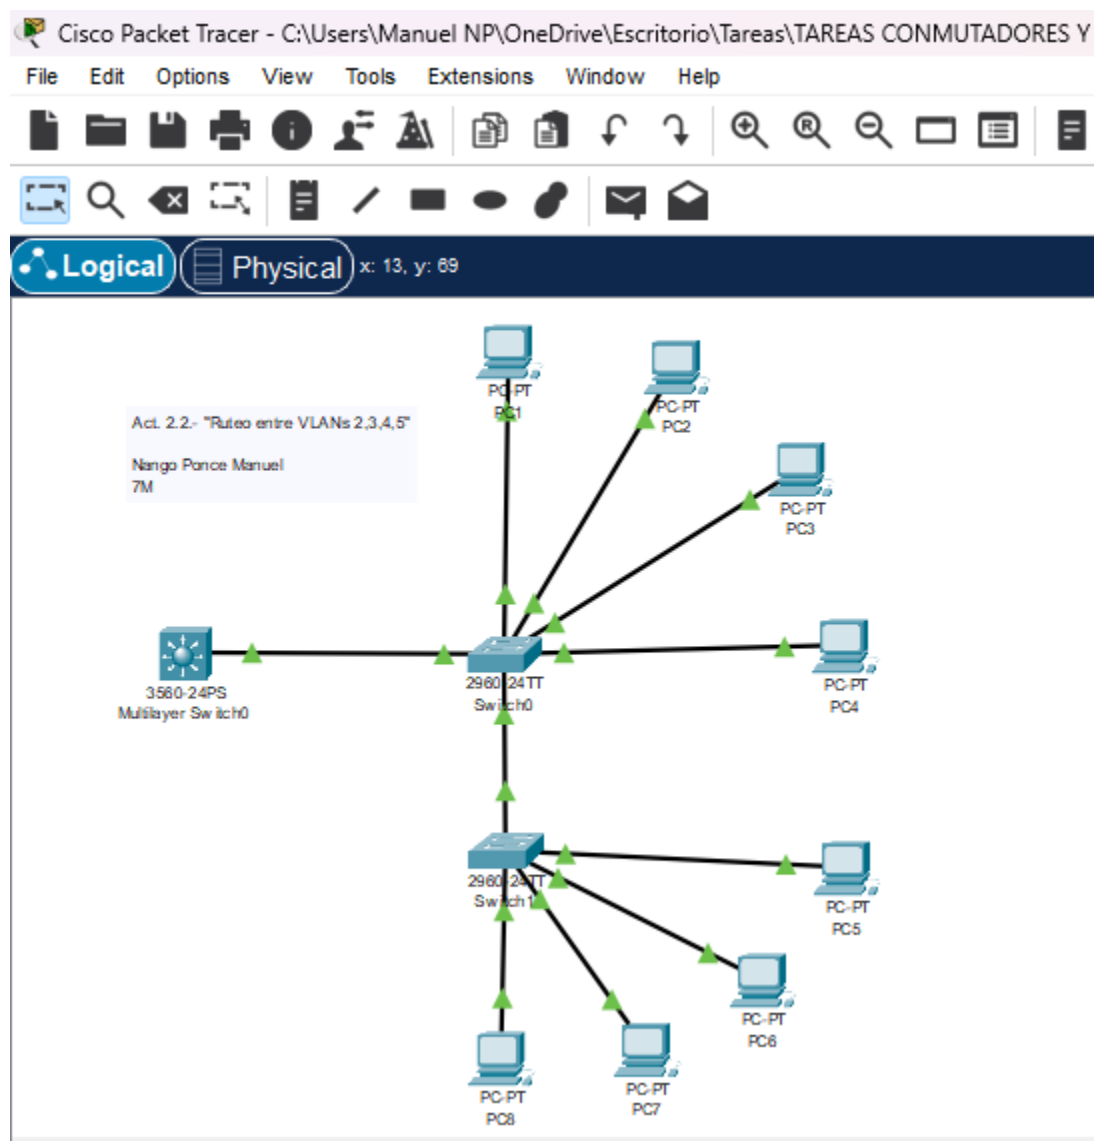 Cisco Packet Tracer - C:\Users\Manuel NP\OneDrive\Escritorio\Tareas\TAREAS CONMUTADORES Y
File Edit Options View Tools Extensions Window Help
Logical Physical x: 13, y: 69
PC-PT
PC1
PC-PT
PC2
Act. 2.2.- "Ruteo entre VLANs 2,3,4,5"
Nango Ponce Manuel
7M
PC-PT
PC3
3560-24PS
Multilayer Switch0
2960-24TT
Switch0
PC-PT
PC4
2960-24TT
Switch1
PC-PT
PC5
PC-PT
PC6
PC-PT
PC7
PC-PT
PC8